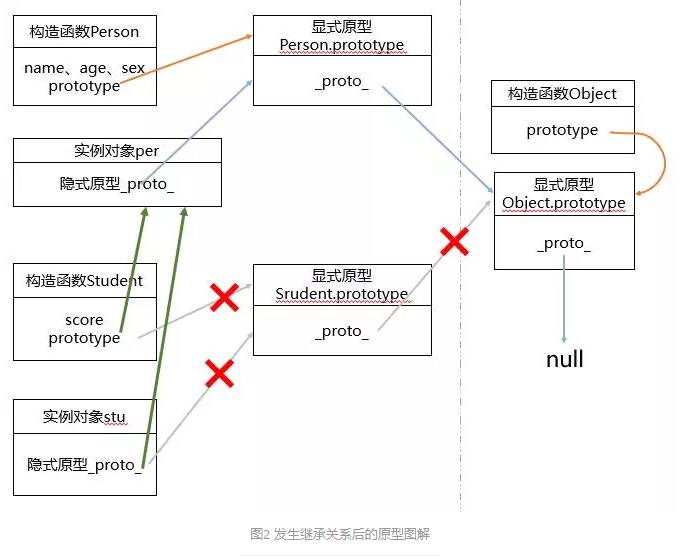 构造函数Person
name、age、sex
prototype
显式原型
Person.prototype
_proto_
构造函数Object
prototype
实例对象per
隐式原型_proto_
显式原型
Object.prototype
_proto_
构造函数Student
score
prototype
显式原型
Srudent.prototype
_proto_
null
实例对象stu
隐式原型_proto_
图2 发生继承关系后的原型图解